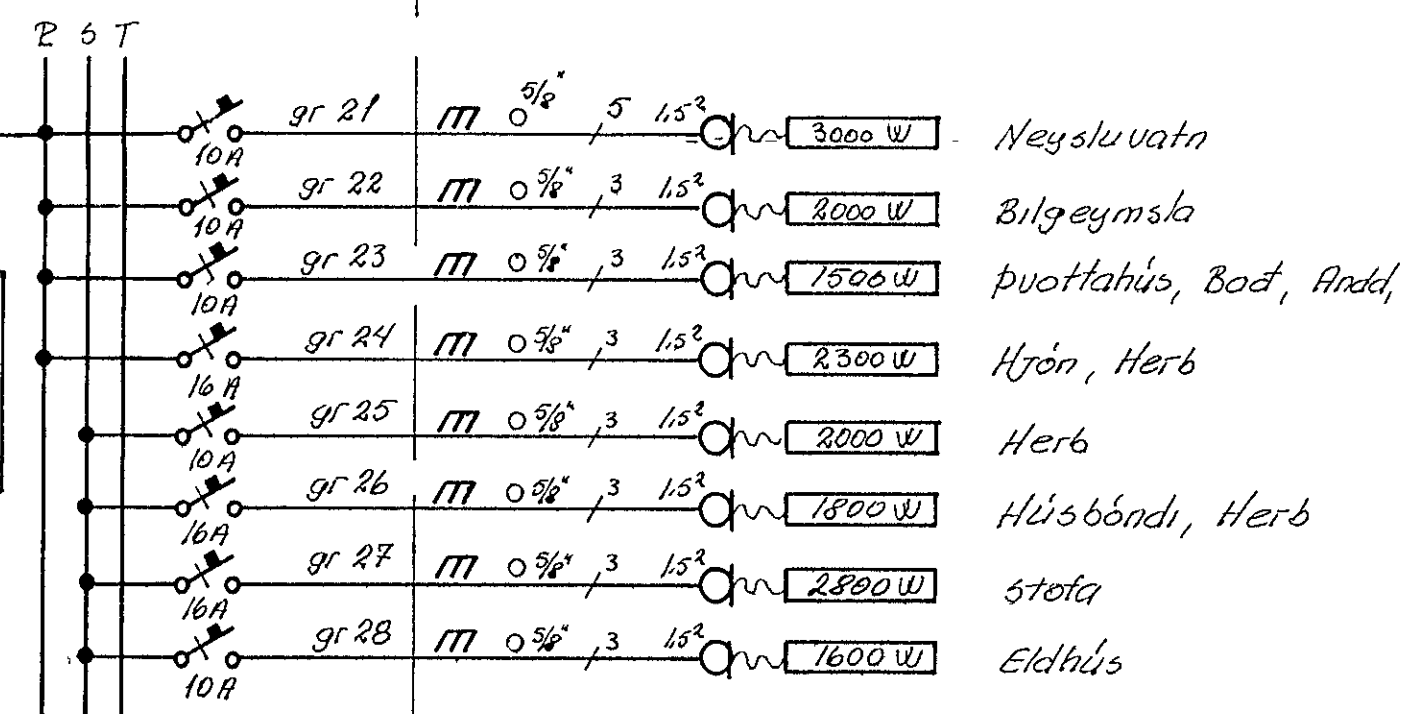 R S T
gr 21 m 5/8" 5 1,5² 3000 W Neysluvatn
10A
gr 22 m 5/8" 3 1,5² 2000 W Bilgeymsla
10A
gr 23 m 5/8" 3 1,5² 1500 W Þvottahús, Bað, Andd,
10A
gr 24 m 5/8" 3 1,5² 2300 W Hjón, Herb
16A
gr 25 m 5/8" 3 1,5² 2000 W Herb
10A
gr 26 m 5/8" 3 1,5² 1800 W Húsbóndi, Herb
16A
gr 27 m 5/8" 3 1,5² 2800 W Stofa
16A
gr 28 m 5/8" 3 1,5² 1600 W Eldhús
10A